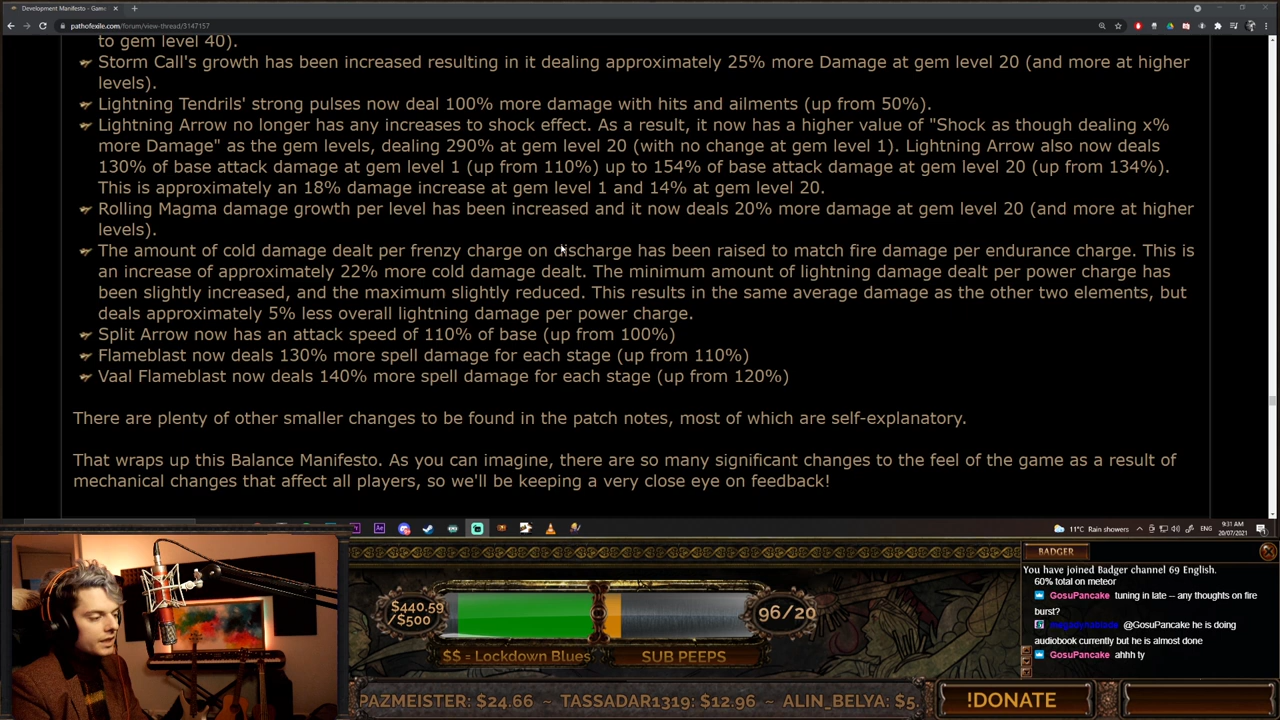 Development Manifesto - Game
pathofexile.com/forum/view-thread/3147157
to gem level 40).
Storm Call's growth has been increased resulting in it dealing approximately 25% more Damage at gem level 20 (and more at higher
levels).
Lightning Tendrils' strong pulses now deal 100% more damage with hits and ailments (up from 50%).
Lightning Arrow no longer has any increases to shock effect. As a result, it now has a higher value of "Shock as though dealing x%
more Damage" as the gem levels, dealing 290% at gem level 20 (with no change at gem level 1). Lightning Arrow also now deals
130% of base attack damage at gem level 1 (up from 110%) up to 154% of base attack damage at gem level 20 (up from 134%).
This is approximately an 18% damage increase at gem level 1 and 14% at gem level 20.
Rolling Magma damage growth per level has been increased and it now deals 20% more damage at gem level 20 (and more at higher
levels).
The amount of cold damage dealt per frenzy charge on discharge has been raised to match fire damage per endurance charge. This is
an increase of approximately 22% more cold damage dealt. The minimum amount of lightning damage dealt per power charge has
been slightly increased, and the maximum slightly reduced. This results in the same average damage as the other two elements, but
deals approximately 5% less overall lightning damage per power charge.
Split Arrow now has an attack speed of 110% of base (up from 100%)
Flameblast now deals 130% more spell damage for each stage (up from 110%)
Vaal Flameblast now deals 140% more spell damage for each stage (up from 120%)
There are plenty of other smaller changes to be found in the patch notes, most of which are self-explanatory.
That wraps up this Balance Manifesto. As you can imagine, there are so many significant changes to the feel of the game as a result of
mechanical changes that affect all players, so we'll be keeping a very close eye on feedback!
11°C Rain showers
ENG
9:31 AM
20/07/2021
BADGER
You have joined Badger channel 69 English.
60% total on meteor
GosuPancake tuning in late -- any thoughts on fire
burst?
@GosuPancake he is doing
audiobook currently but he is almost done
GosuPancake ahhh ty
$440.59
/$500
96/20
$$ = Lockdown Blues
SUB PEEPS
PAZMEISTER: $24.66 ~ TASSADAR1319: $12.96 ~ ALIN_BELYA: $5.
!DONATE